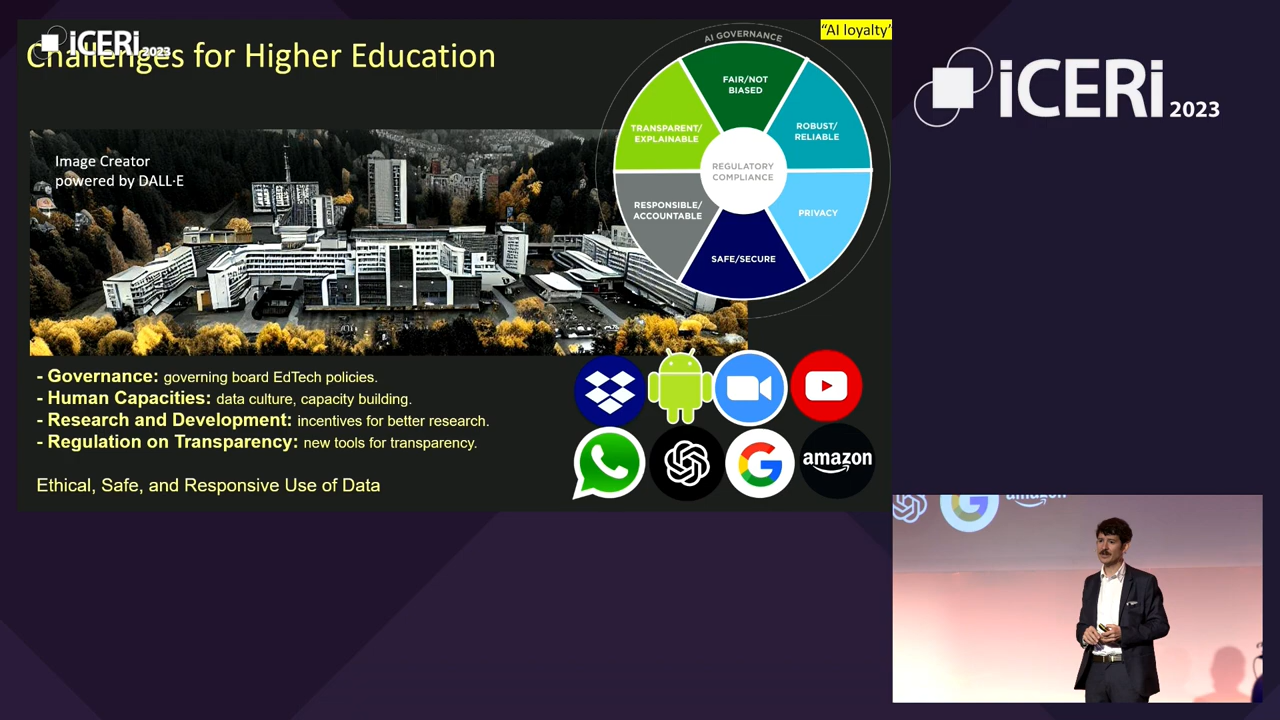 Challenges for Higher Education
iCERi 2023
"AI loyalty"
AI GOVERNANCE
FAIR/NOT
BIASED
TRANSPARENT/
EXPLAINABLE
ROBUST/
RELIABLE
REGULATORY
COMPLIANCE
RESPONSIBLE/
ACCOUNTABLE
PRIVACY
SAFE/SECURE
Image Creator
powered by DALL·E
- Governance: governing board EdTech policies.
- Human Capacities: data culture, capacity building.
- Research and Development: incentives for better research.
- Regulation on Transparency: new tools for transparency.
Ethical, Safe, and Responsive Use of Data
amazon
iCERi 2023
amazon